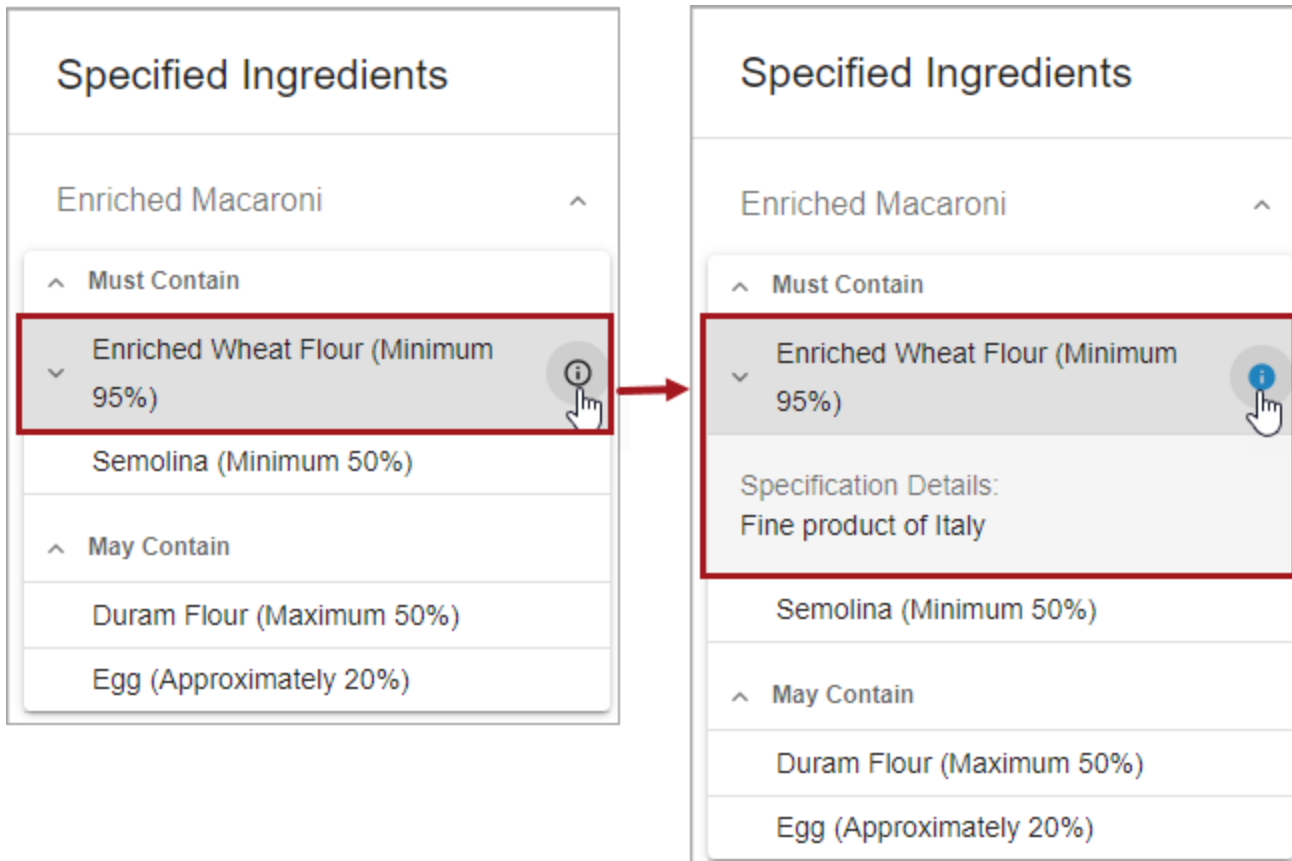 Specified Ingredients
Enriched Macaroni
Must Contain
Enriched Wheat Flour (Minimum
95%)
Semolina (Minimum 50%)
May Contain
Duram Flour (Maximum 50%)
Egg (Approximately 20%)
Specified Ingredients
Enriched Macaroni
Must Contain
Enriched Wheat Flour (Minimum
95%)
Specification Details:
Fine product of Italy
Semolina (Minimum 50%)
May Contain
Duram Flour (Maximum 50%)
Egg (Approximately 20%)